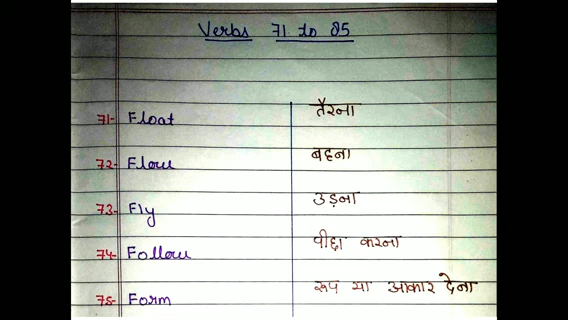 Verbs 71 to 85
71- Float तैरना
72- Flow बहना
73- Fly उड़ना
74- Follow पीछा करना
75- Form रूप या आकार देना